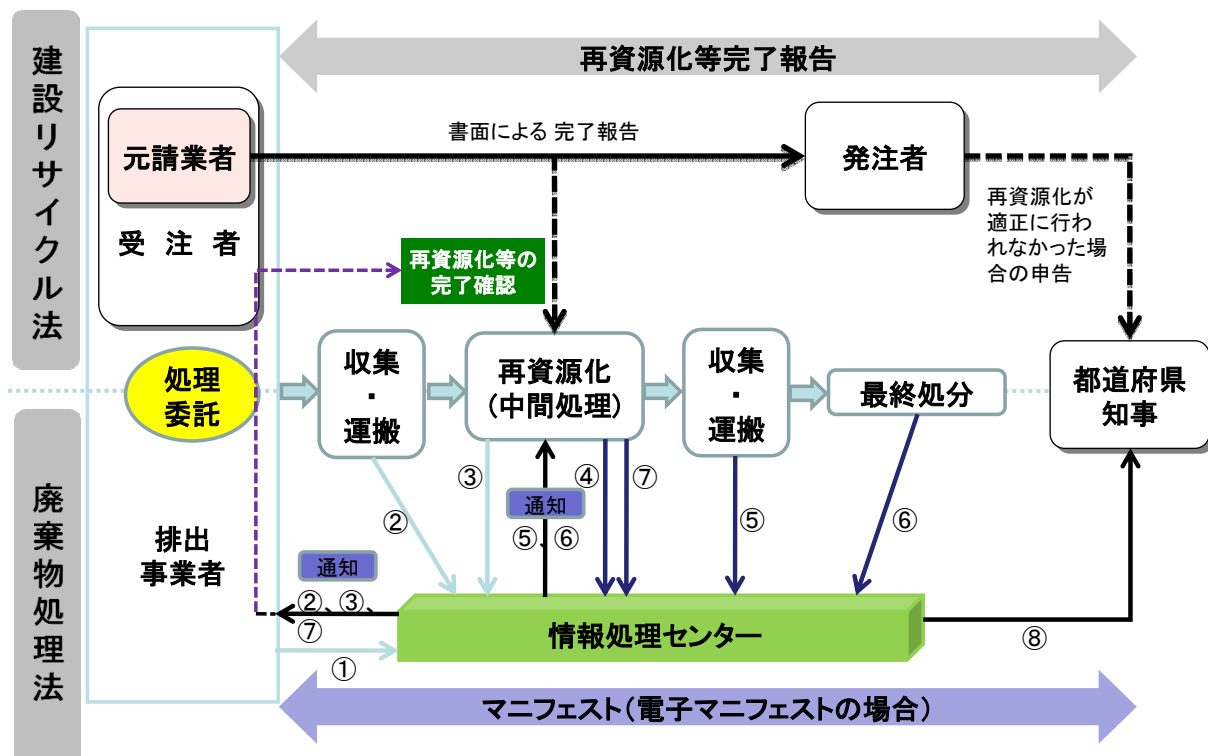 建設リサイクル法
再資源化等完了報告
元請業者
受注者
書面による 完了報告
発注者
再資源化が
適正に行わ
れなかった場
合の申告
再資源化等の
完了確認
処理
委託
収集
・
運搬
再資源化
（中間処理）
収集
・
運搬
最終処分
都道府県
知事
廃棄物処理法
排出
事業者
②
③
通知
⑤、⑥
④
⑦
⑤
⑥
通知
②、③、
⑦
①
情報処理センター
⑧
マニフェスト（電子マニフェストの場合）